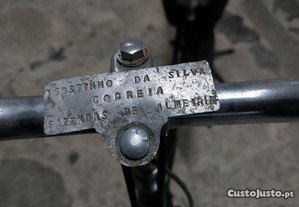 AGOSTINHO DA SILVA
CORREIA
FAZENDAS DE ALMEIRIM
CustoJusto.pt